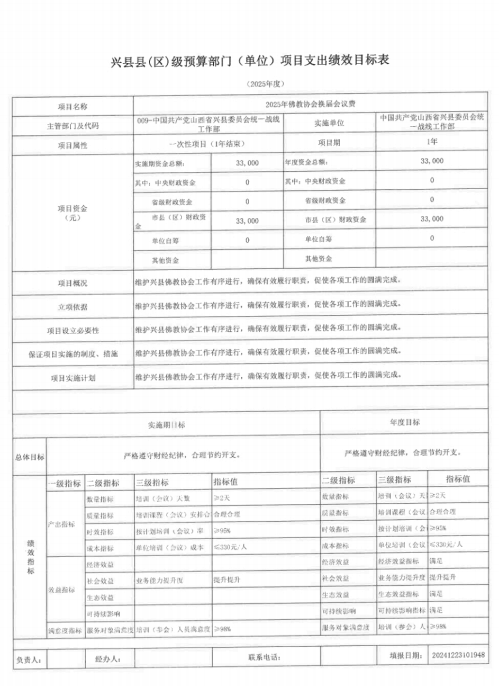 兴县县(区)级预算部门（单位）项目支出绩效目标表
（2025年度）
项目名称 2025年佛教协会换届会议费
主管部门及代码 009-中国共产党山西省兴县委员会统一战线工作部 实施单位 中国共产党山西省兴县委员会统一战线工作部
项目属性 一次性项目（1年结束） 项目期 1年
项目资金（元）
实施期资金总额： 33,000 年度资金总额： 33,000
其中：中央财政资金 0 其中：中央财政资金 0
省级财政资金 0 省级财政资金 0
市县（区）财政资金 33,000 市县（区）财政资金 33,000
单位自筹 0 单位自筹 0
其他资金 其他资金
项目概况 维护兴县佛教协会工作有序进行，确保有效履行职责，促使各项工作的圆满完成。
立项依据 维护兴县佛教协会工作有序进行，确保有效履行职责，促使各项工作的圆满完成。
项目设立必要性 维护兴县佛教协会工作有序进行，确保有效履行职责，促使各项工作的圆满完成。
保证项目实施的制度、措施 维护兴县佛教协会工作有序进行，确保有效履行职责，促使各项工作的圆满完成。
项目实施计划 维护兴县佛教协会工作有序进行，确保有效履行职责，促使各项工作的圆满完成。
实施期目标 年度目标
总体目标 严格遵守财经纪律，合理节约开支。 严格遵守财经纪律，合理节约开支。
绩效指标
一级指标 二级指标 三级指标 指标值 二级指标 三级指标 指标值
产出指标 数量指标 培训（会议）天数 ≥2天 数量指标 培训（会议）天 ≥2天
质量指标 培训课程（会议）安排合 合理合理 质量指标 培训课程（会议 合理合理
时效指标 按计划培训（会议）率 ≥95% 时效指标 按计划培训（会 ≥95%
成本指标 单位培训（会议）成本 ≤330元/人 成本指标 单位培训（会议 ≤330元/人
效益指标 经济效益 经济效益 经济效益指标 满足
社会效益 业务能力提升度 提升提升 社会效益 业务能力提升度 提升提升
生态效益 生态效益 生态效益指标 满足
可持续影响 可持续影响 可持续影响指标 满足
满意度指标 服务对象满意度 培训（参会）人员满意度 ≥98% 服务对象满意度 培训（参会）人 ≥98%
负责人： 经办人： 联系电话： 填报日期： 20241223101948